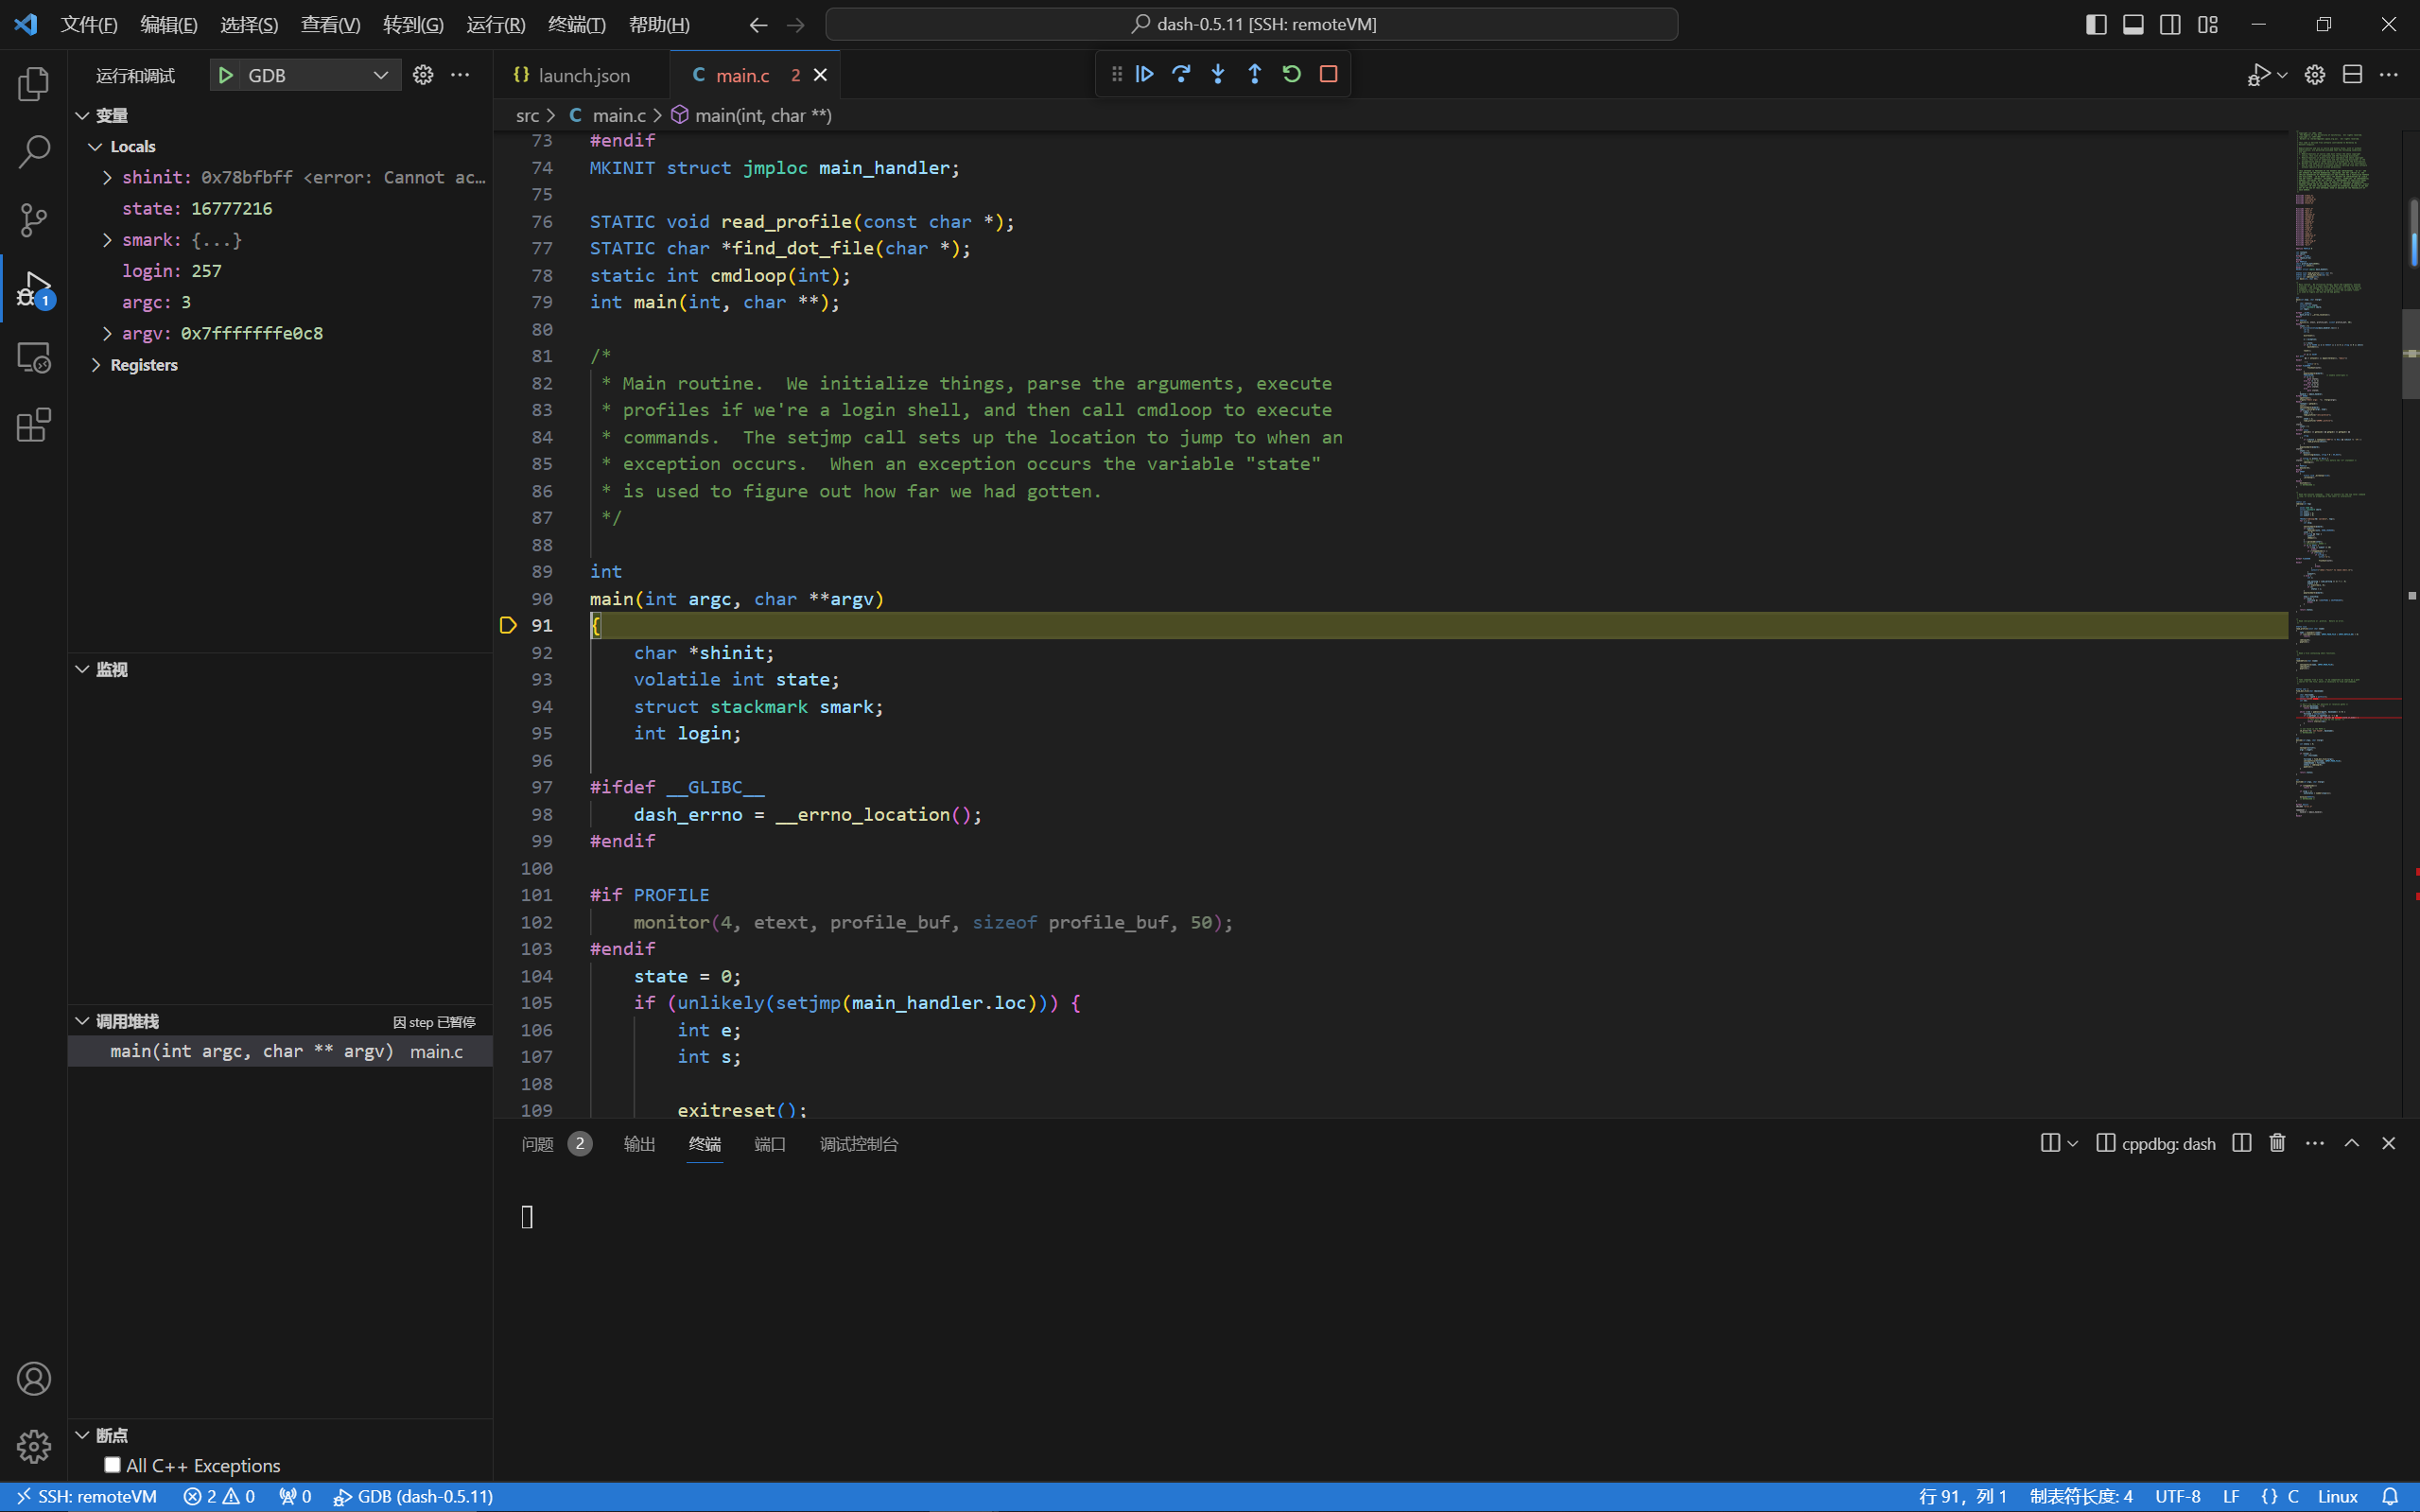 文件(F) 编辑(E) 选择(S) 查看(V) 转到(G) 运行(R) 终端(T) 帮助(H)
dash-0.5.11 [SSH: remoteVM]
运行和调试 GDB
launch.json
C main.c 2
变量
Locals
shinit: 0x78bfbff <error: Cannot ac...
state: 16777216
smark: {...}
login: 257
argc: 3
argv: 0x7fffffffe0c8
Registers
1
监视
调用堆栈 因 step 已暂停
main(int argc, char ** argv) main.c
断点
All C++ Exceptions
src > C main.c > main(int, char **)
73 #endif
74 MKINIT struct jmploc main_handler;
75
76 STATIC void read_profile(const char *);
77 STATIC char *find_dot_file(char *);
78 static int cmdloop(int);
79 int main(int, char **);
80
81 /*
82 * Main routine.  We initialize things, parse the arguments, execute
83 * profiles if we're a login shell, and then call cmdloop to execute
84 * commands.  The setjmp call sets up the location to jump to when an
85 * exception occurs.  When an exception occurs the variable "state"
86 * is used to figure out how far we had gotten.
87 */
88
89 int
90 main(int argc, char **argv)
91 {
92 char *shinit;
93 volatile int state;
94 struct stackmark smark;
95 int login;
96
97 #ifdef __GLIBC__
98 dash_errno = __errno_location();
99 #endif
100
101 #if PROFILE
102 monitor(4, etext, profile_buf, sizeof profile_buf, 50);
103 #endif
104 state = 0;
105 if (unlikely(setjmp(main_handler.loc))) {
106 int e;
107 int s;
108
109 exitreset();
问题 2 输出 终端 端口 调试控制台
cppdbg: dash
SSH: remoteVM 2 0 0 GDB (dash-0.5.11)
行 91, 列 1 制表符长度: 4 UTF-8 LF {} C Linux